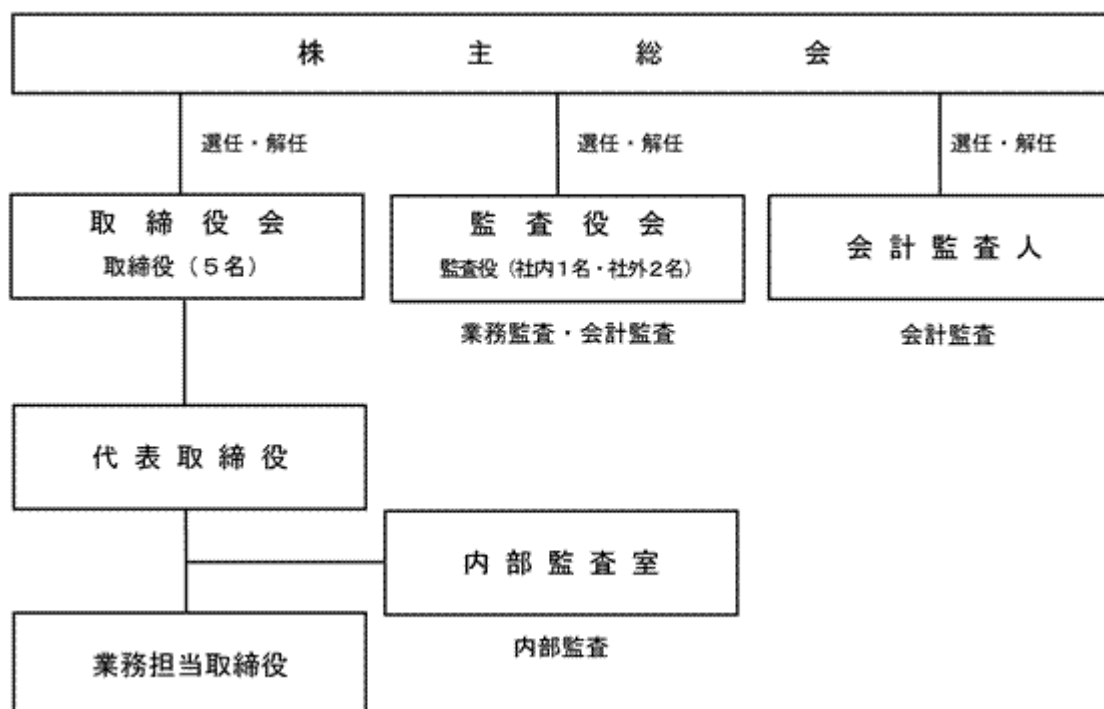 株主総会
選任・解任
選任・解任
選任・解任
取締役会
取締役（５名）
監査役会
監査役（社内１名・社外２名）
会計監査人
業務監査・会計監査
会計監査
代表取締役
内部監査室
内部監査
業務担当取締役